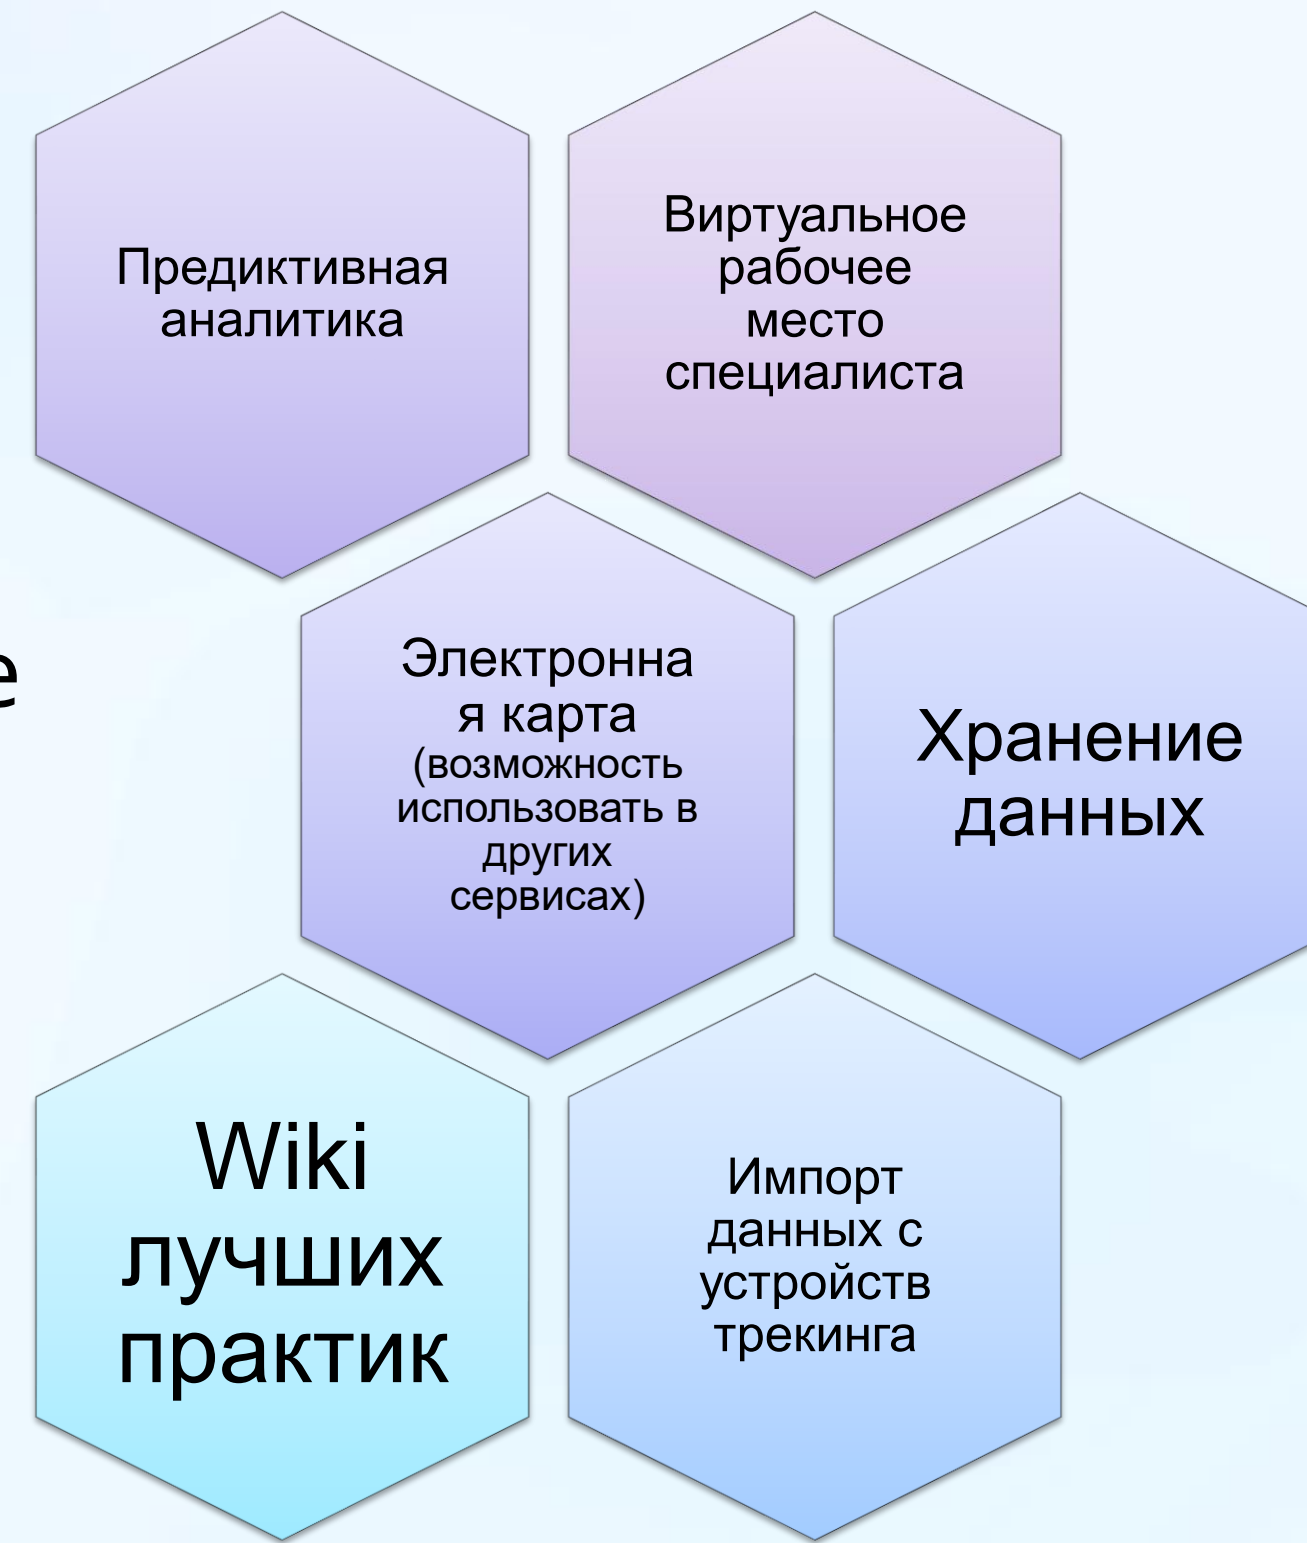 Предиктивная
аналитика
Виртуальное
рабочее
место
специалиста
е
Электронна
я карта
(возможность
использовать в
других
сервисах)
Хранение
данных
Wiki
лучших
практик
Импорт
данных с
устройств
трекинга